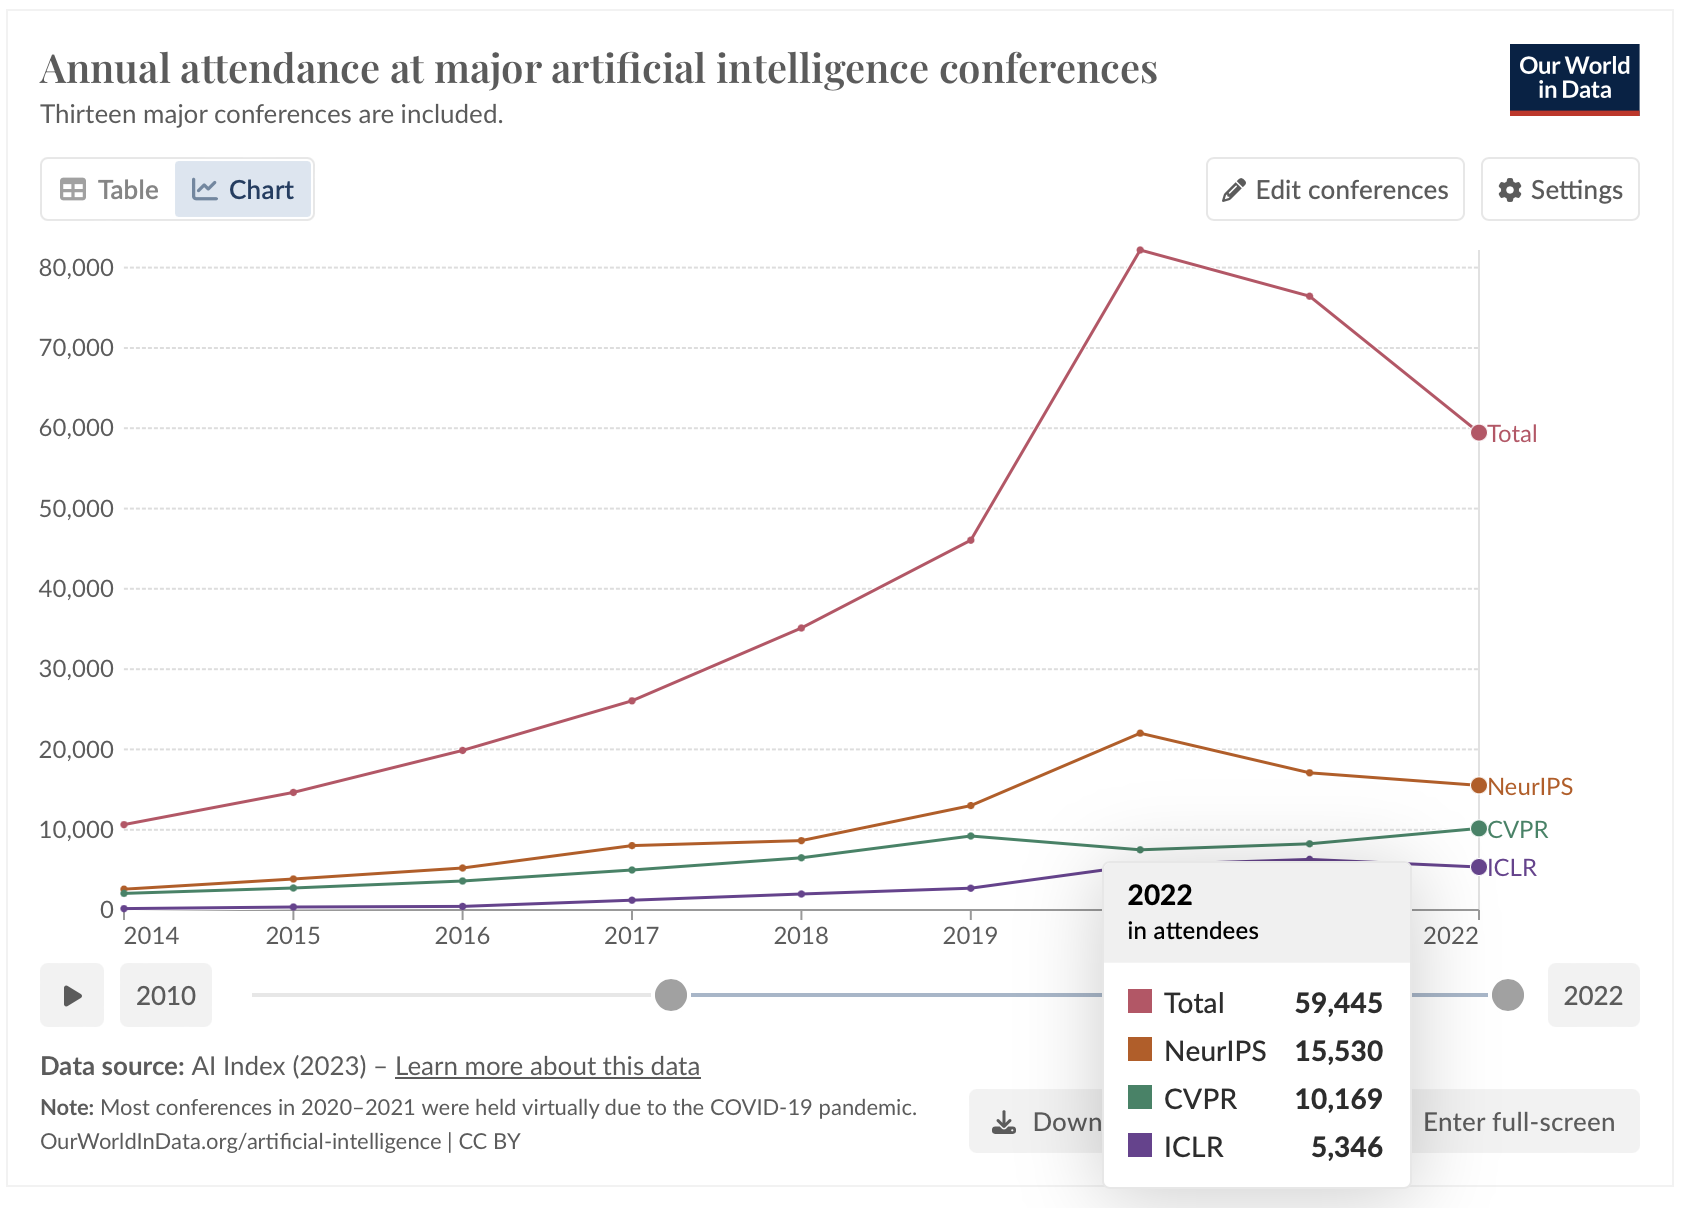 Annual attendance at major artificial intelligence conferences
Thirteen major conferences are included.
Our World
in Data
Table
Chart
Edit conferences
Settings
80,000
70,000
60,000
50,000
40,000
30,000
20,000
10,000
0
Total
NeurIPS
CVPR
ICLR
2014
2015
2016
2017
2018
2019
2022
2022
in attendees
Total 59,445
NeurIPS 15,530
CVPR 10,169
ICLR 5,346
2010
2022
Data source: AI Index (2023) – Learn more about this data
Note: Most conferences in 2020–2021 were held virtually due to the COVID-19 pandemic.
OurWorldInData.org/artificial-intelligence | CC BY
Down
Enter full-screen